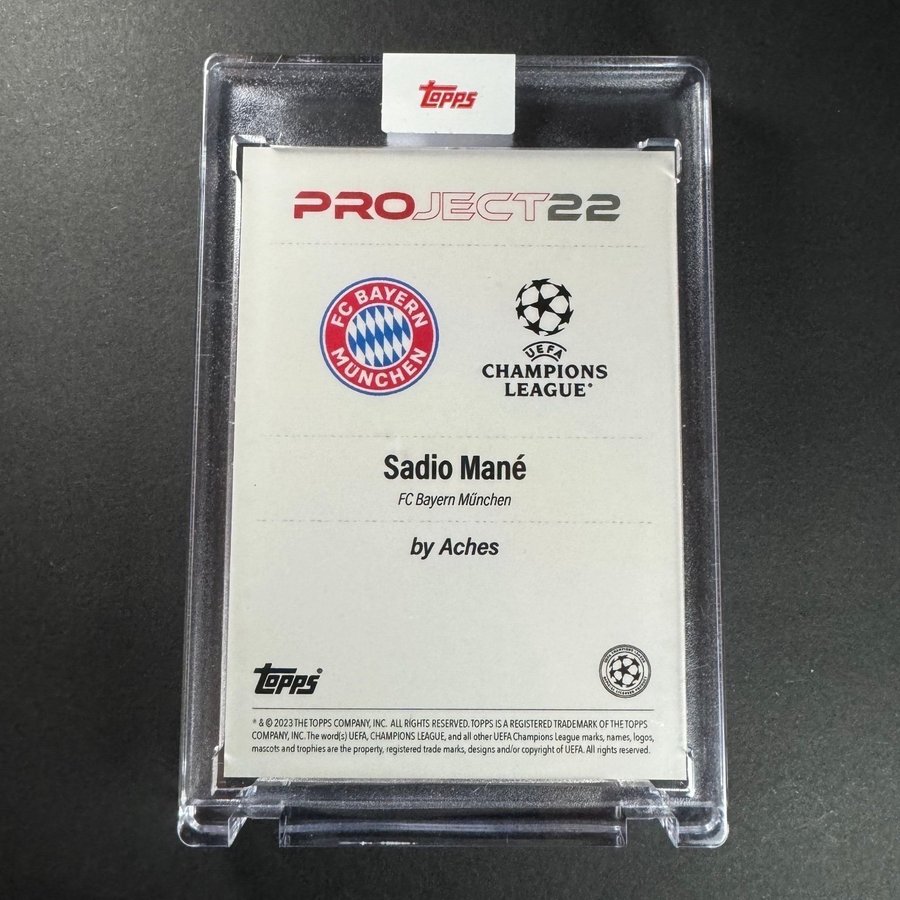 Topps
PROJECT22
FC BAYERN
MÜNCHEN
UEFA
CHAMPIONS
LEAGUE®
Sadio Mané
FC Bayern Műnchen
by Aches
Topps®
® & © 2023 THE TOPPS COMPANY, INC. ALL RIGHTS RESERVED. TOPPS IS A REGISTERED TRADEMARK OF THE TOPPS
COMPANY, INC. The word(s) UEFA, CHAMPIONS LEAGUE, and all other UEFA Champions League marks, names, logos,
mascots and trophies are the property, registered trade marks, designs and/or copyright of UEFA. All rights reserved.